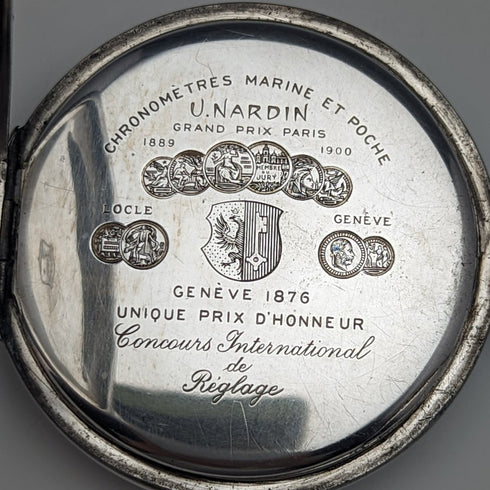 CHRONOMÈTRES MARINE ET POCHE
U. NARDIN
GRAND PRIX PARIS
1889 1900
MEMBRE DU JURY
LOCLE GENÈVE
GENÈVE 1876
UNIQUE PRIX D'HONNEUR
Concours International
de
Réglage